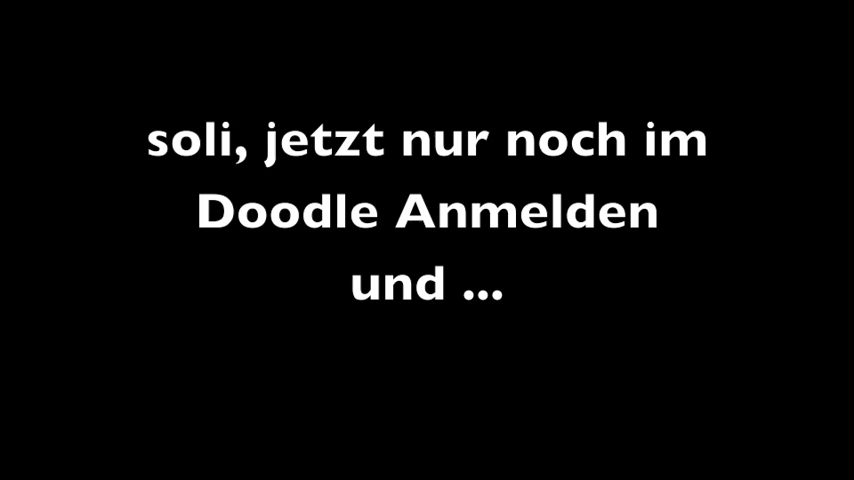 soli, jetzt nur noch im
Doodle Anmelden
und ...